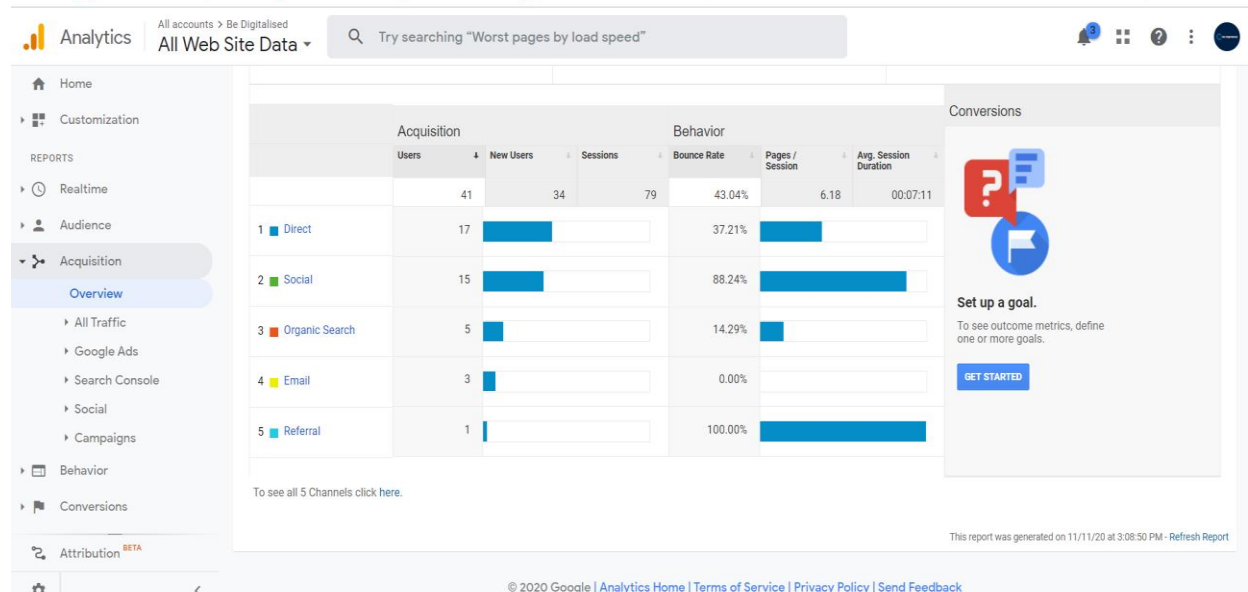 Analytics
All accounts > Be Digitalised
All Web Site Data
Try searching “Worst pages by load speed”
3
Home
Customization
REPORTS
Realtime
Audience
Acquisition
Overview
All Traffic
Google Ads
Search Console
Social
Campaigns
Behavior
Conversions
Attribution BETA
Acquisition
Behavior
Users
New Users
Sessions
Bounce Rate
Pages /
Session
Avg. Session
Duration
41 34 79 43.04% 6.18 00:07:11
1 Direct 17 37.21%
2 Social 15 88.24%
3 Organic Search 5 14.29%
4 Email 3 0.00%
5 Referral 1 100.00%
To see all 5 Channels click here.
Conversions
Set up a goal.
To see outcome metrics, define
one or more goals.
GET STARTED
This report was generated on 11/11/20 at 3:08:50 PM - Refresh Report
© 2020 Google | Analytics Home | Terms of Service | Privacy Policy | Send Feedback